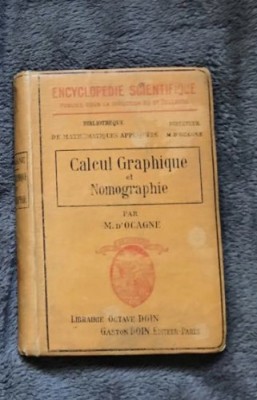 ENCYCLOPÉDIE SCIENTIFIQUE
BIBLIOTHÈQUE
DE MATHÉMATIQUES APPLIQUÉES
Calcul Graphique
et
Nomographie
PAR
M. D'OCAGNE
LIBRAIRIE OCTAVE DOIN
GASTON DOIN ÉDITEUR PARIS